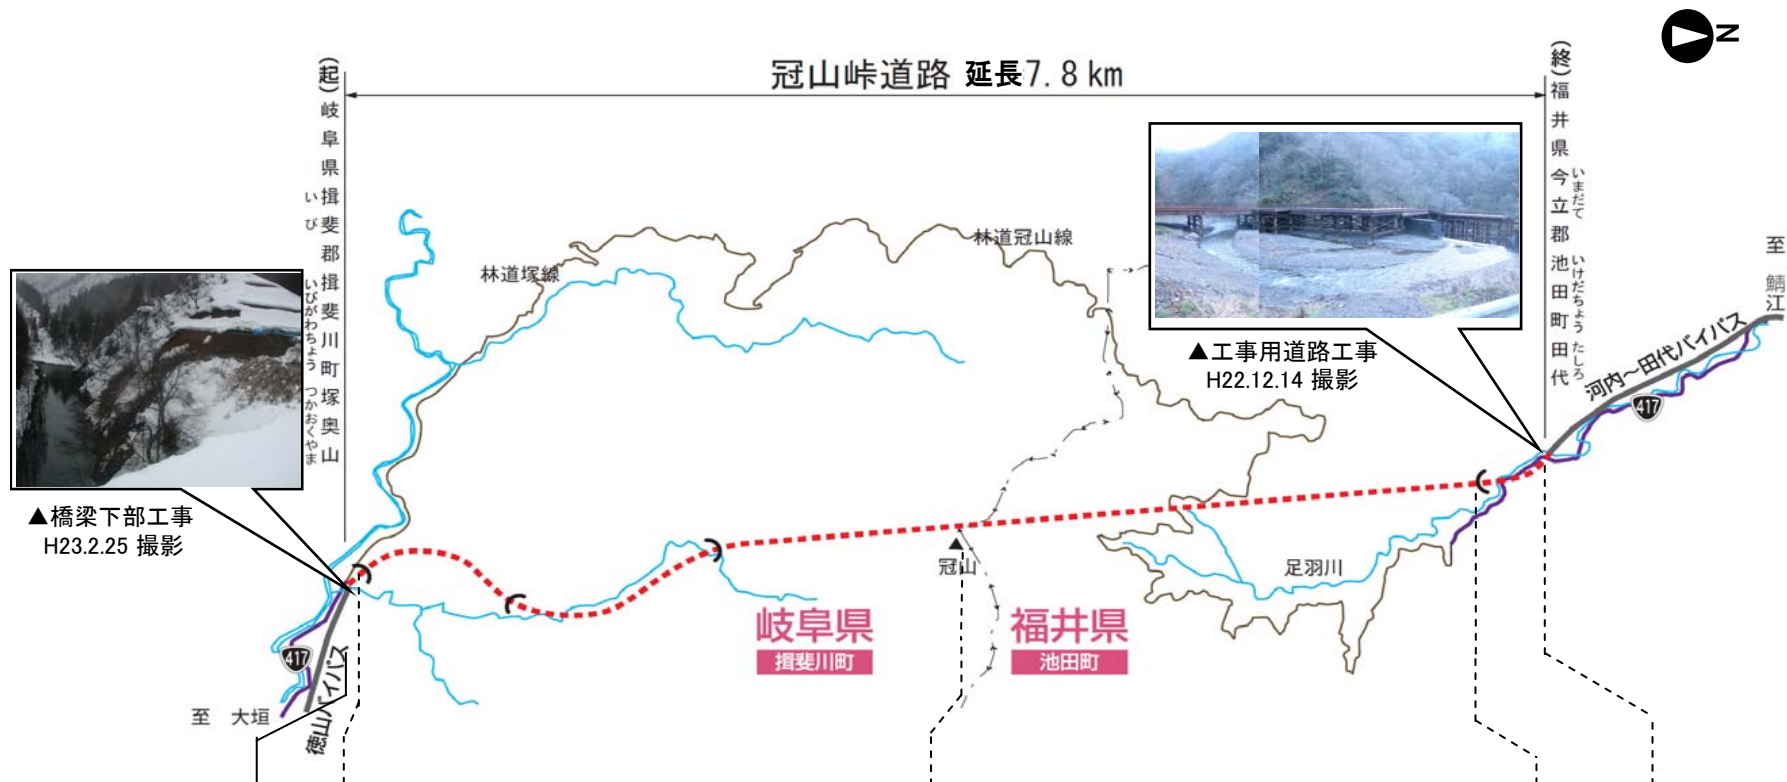 N
冠山峠道路 延長7.8km
(起)岐阜県揖斐郡揖斐川町塚奥山
いび
いびがわちょう つかおくやま
(終)福井県今立郡池田町田代
いまだて
いけだちょう たしろ
林道冠山線
林道塚線
至 鯖江
河内~田代バイパス
417
▲工事用道路工事
H22.12.14 撮影
▲橋梁下部工事
H23.2.25 撮影
▲
冠山
足羽川
岐阜県
揖斐川町
福井県
池田町
417
徳山バイパス
至 大垣